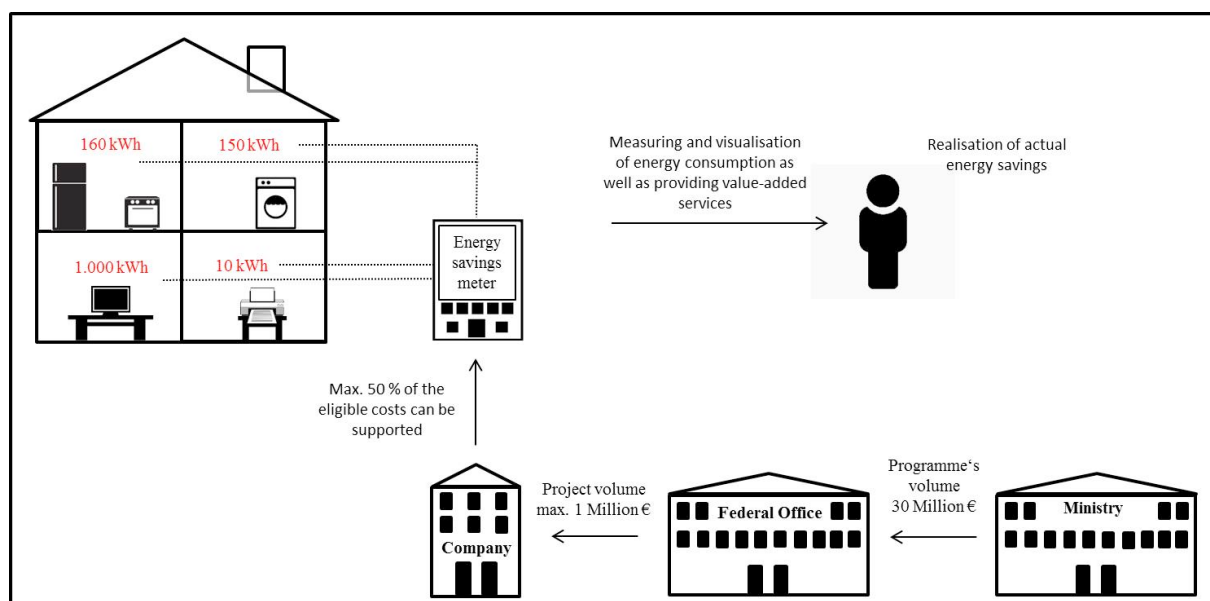 160 kWh
150 kWh
1.000 kWh
10 kWh
Energy
savings
meter
Measuring and visualisation
of energy consumption as
well as providing value-added
services
Realisation of actual
energy savings
Max. 50 % of the
eligible costs can be
supported
Company
Project volume
max. 1 Million €
Federal Office
Programme‘s
volume
30 Million €
Ministry